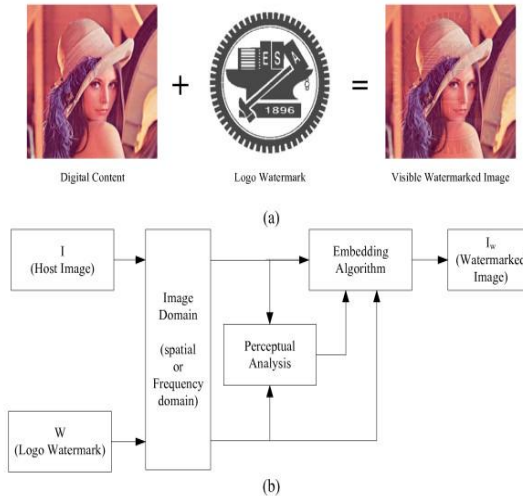 +
E S A
1896
=
Digital Content
Logo Watermark
Visible Watermarked Image
(a)
I
(Host Image)
Image
Domain
(spatial
or
Frequency
domain)
Embedding
Algorithm
I_w
(Watermarked
Image)
Perceptual
Analysis
W
(Logo Watermark)
(b)